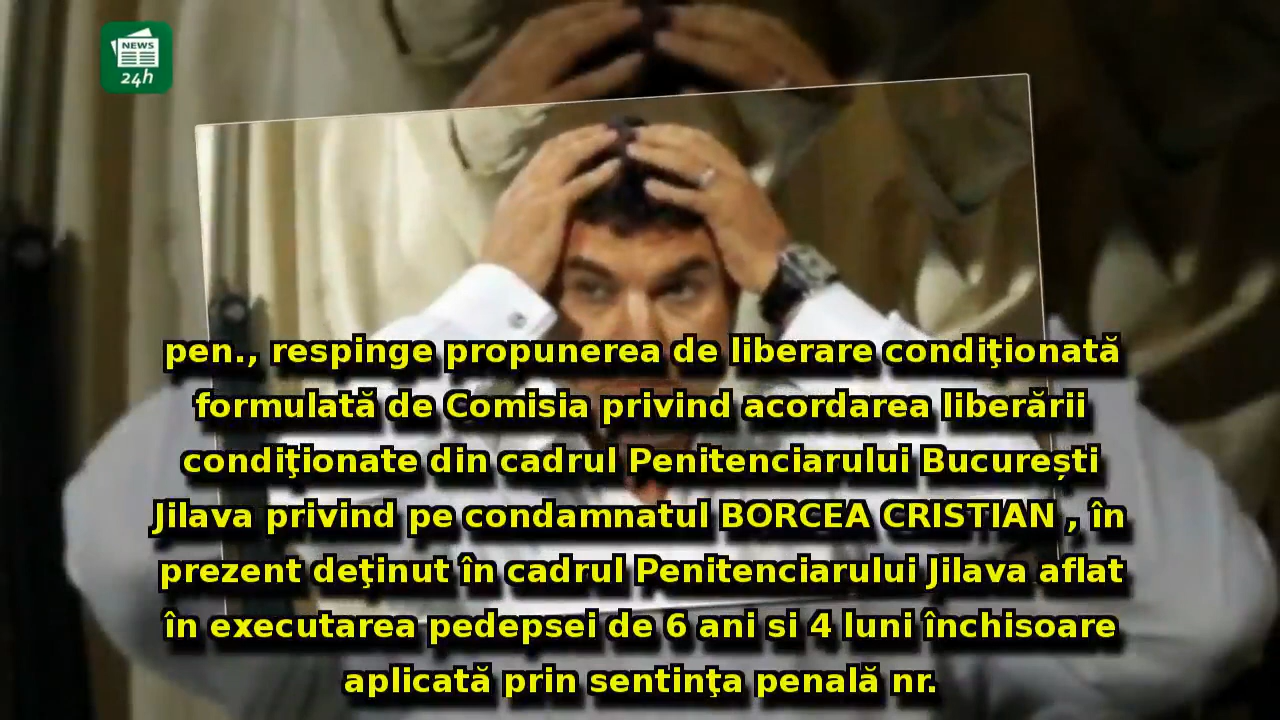 NEWS
24h
pen., respinge propunerea de liberare condiţionată
formulată de Comisia privind acordarea liberării
condiţionate din cadrul Penitenciarului București
Jilava privind pe condamnatul BORCEA CRISTIAN , în
prezent deţinut în cadrul Penitenciarului Jilava aflat
în executarea pedepsei de 6 ani si 4 luni închisoare
aplicată prin sentinţa penală nr.